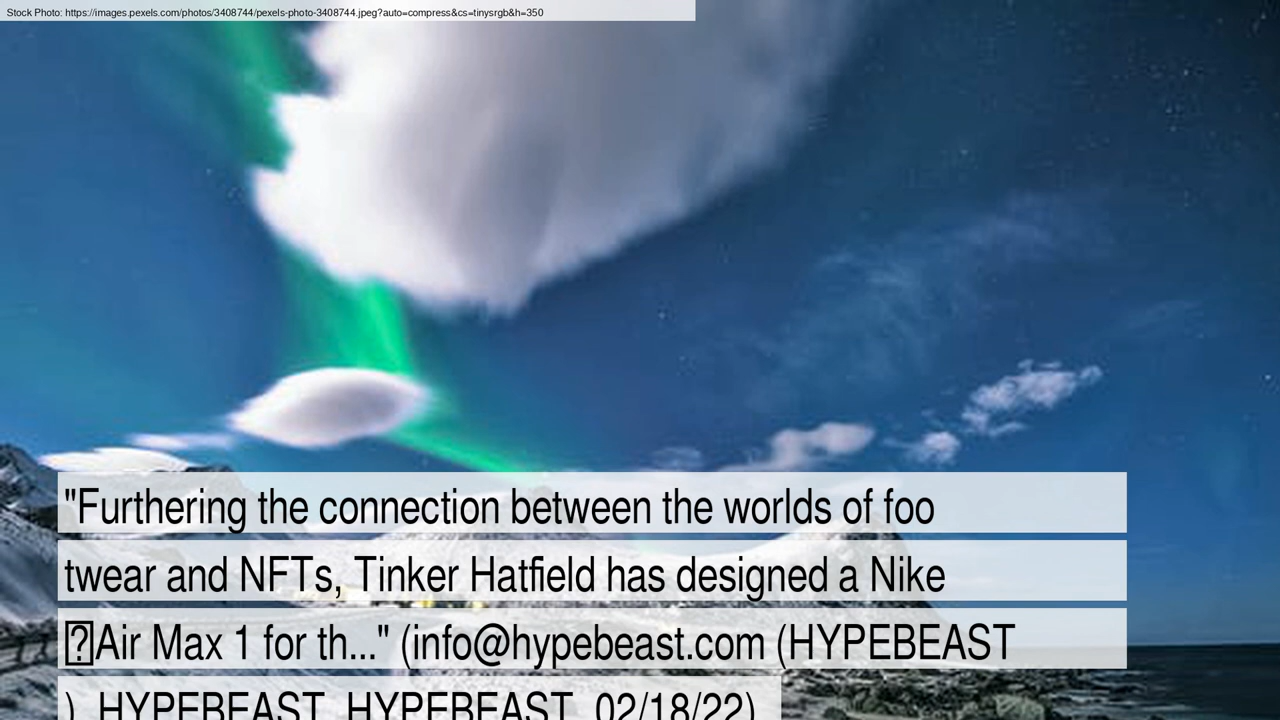 Stock Photo: https://images.pexels.com/photos/3408744/pexels-photo-3408744.jpeg?auto=compress&cs=tinysrgb&h=350
"Furthering the connection between the worlds of foo
twear and NFTs, Tinker Hatfield has designed a Nike
Air Max 1 for th..." (info@hypebeast.com (HYPEBEAST
), HYPEBEAST, HYPEBEAST, 02/18/22)